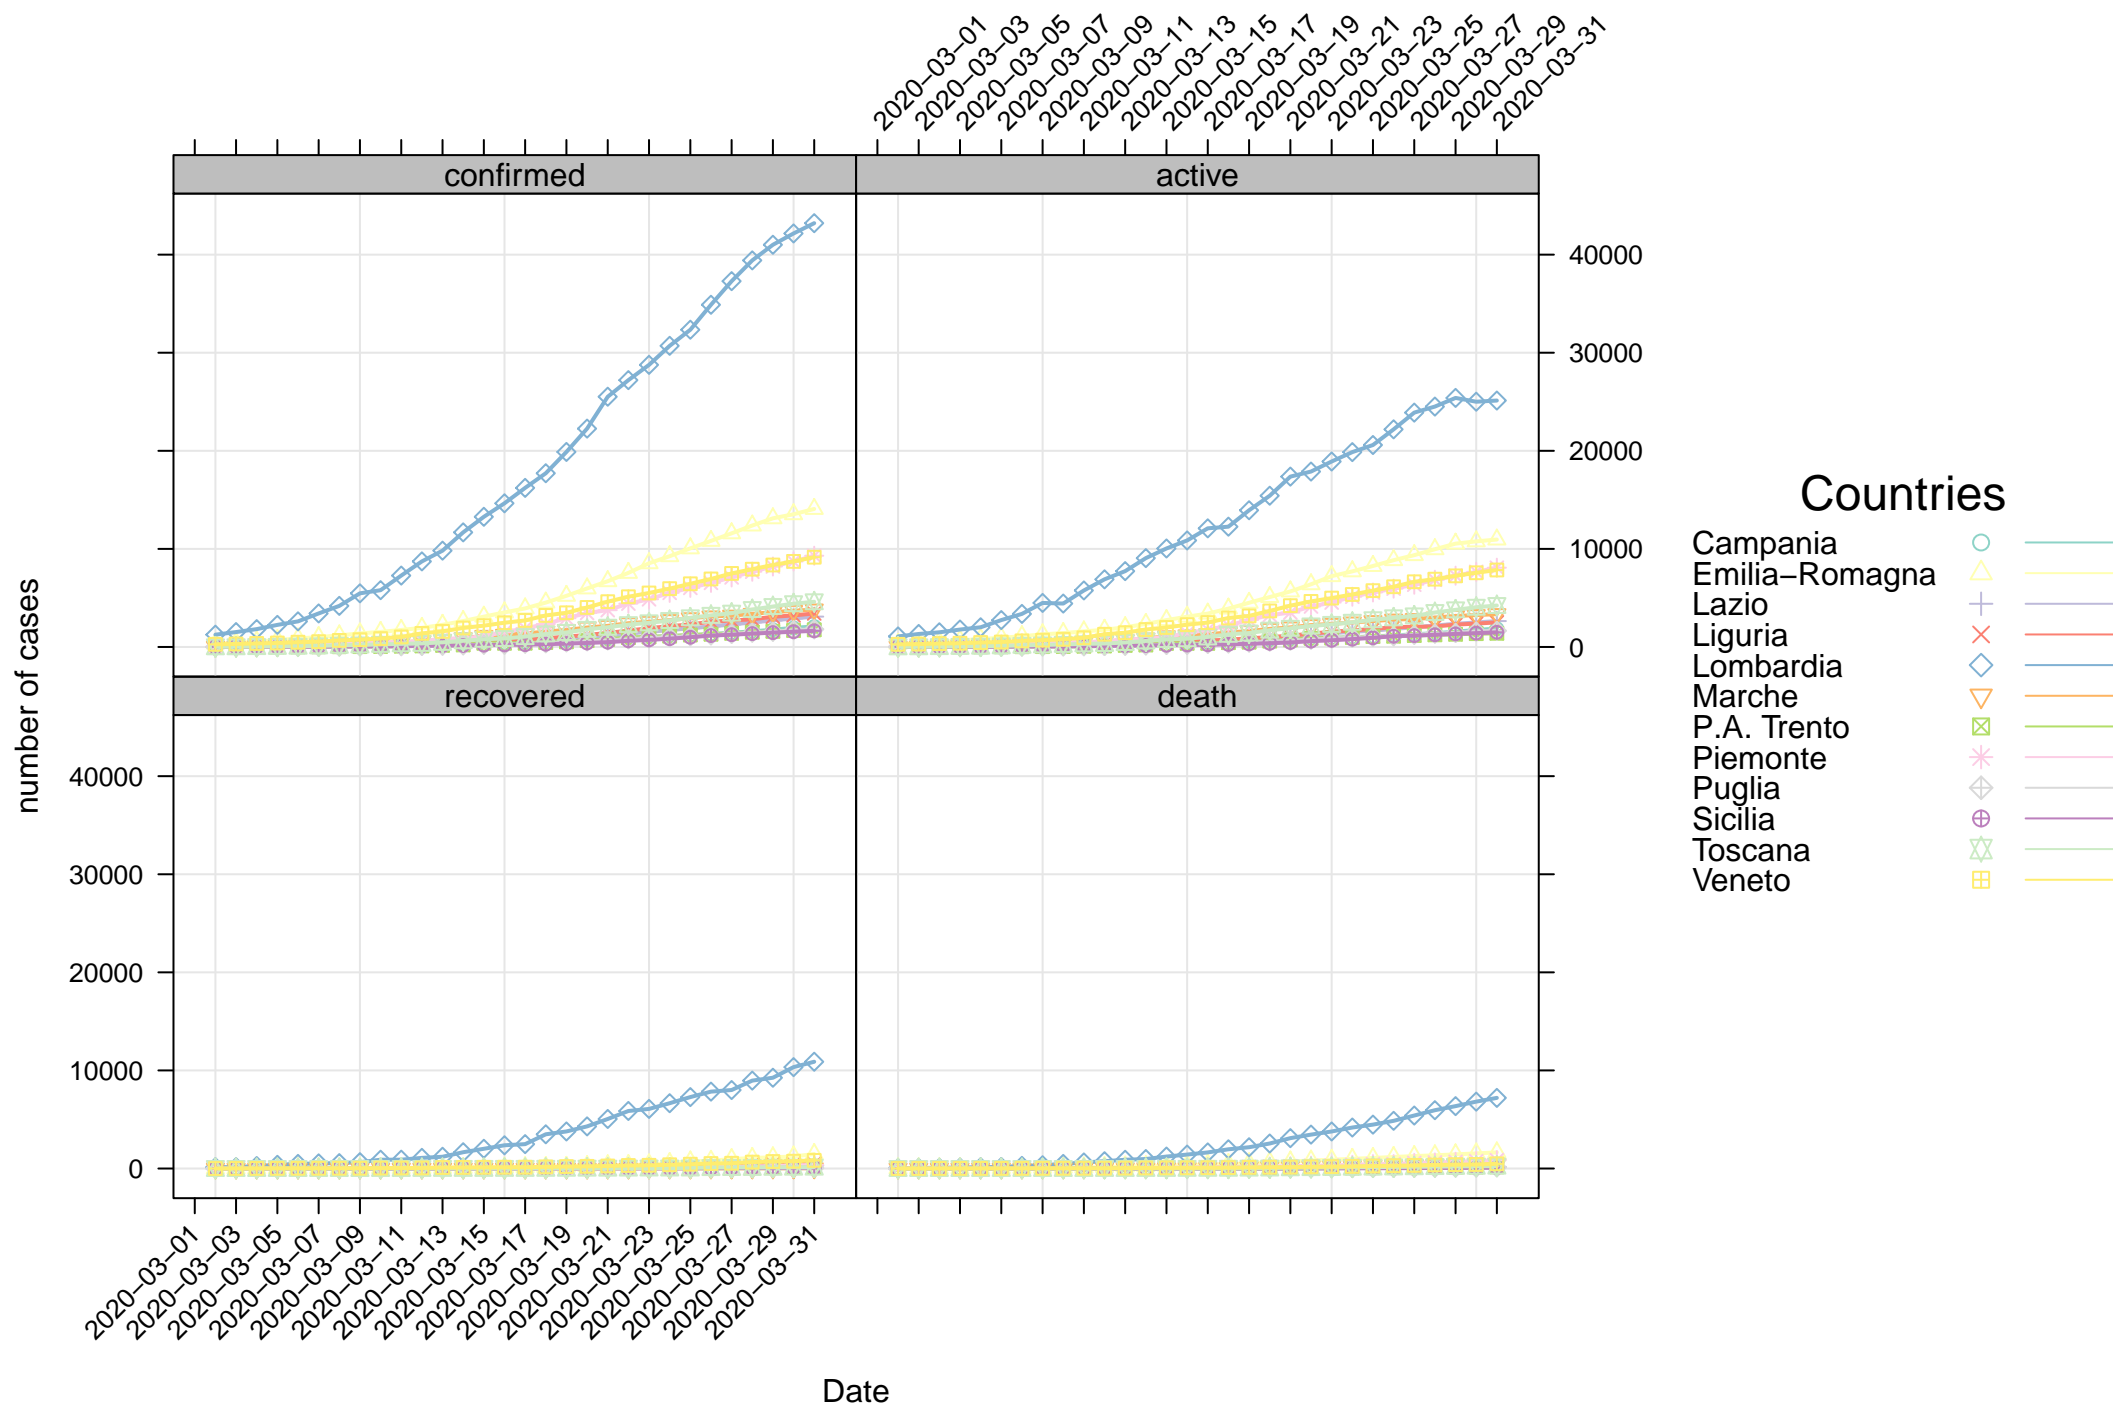 2020−03−01
2020−03−03
2020−03−05
2020−03−07
2020−03−09
2020−03−11
2020−03−13
2020−03−15
2020−03−17
2020−03−19
2020−03−21
2020−03−23
2020−03−25
2020−03−27
2020−03−29
2020−03−31
confirmed
active
40000
30000
20000
10000
0
recovered
death
number of cases
40000
30000
20000
10000
0
2020−03−01
2020−03−03
2020−03−05
2020−03−07
2020−03−09
2020−03−11
2020−03−13
2020−03−15
2020−03−17
2020−03−19
2020−03−21
2020−03−23
2020−03−25
2020−03−27
2020−03−29
2020−03−31
Date
Countries
Campania
Emilia−Romagna
Lazio
Liguria
Lombardia
Marche
P.A. Trento
Piemonte
Puglia
Sicilia
Toscana
Veneto